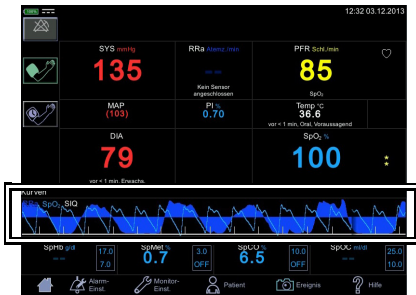 100%
12:32 03.12.2013
SYS mmHg
RRa Atemz./min
PFR Schl./min
135
--
85
Kein Sensor
angeschlossen
SpO₂
MAP
(103)
PI %
0.70
Temp °C
36.6
vor < 1 min, Oral, Voraussagend
DIA
79
vor < 1 min. Erwachs.
SpO₂ %
100
Kurven
SpO₂, SIQ
SpHb g/dl
--
17.0
7.0
SpMet %
0.7
3.0
OFF
SpCO %
6.5
10.0
OFF
SpOC ml/dl
--
25.0
10.0
Alarm-
Einst.
Monitor-
Einst.
Patient
Ereignis
Hilfe